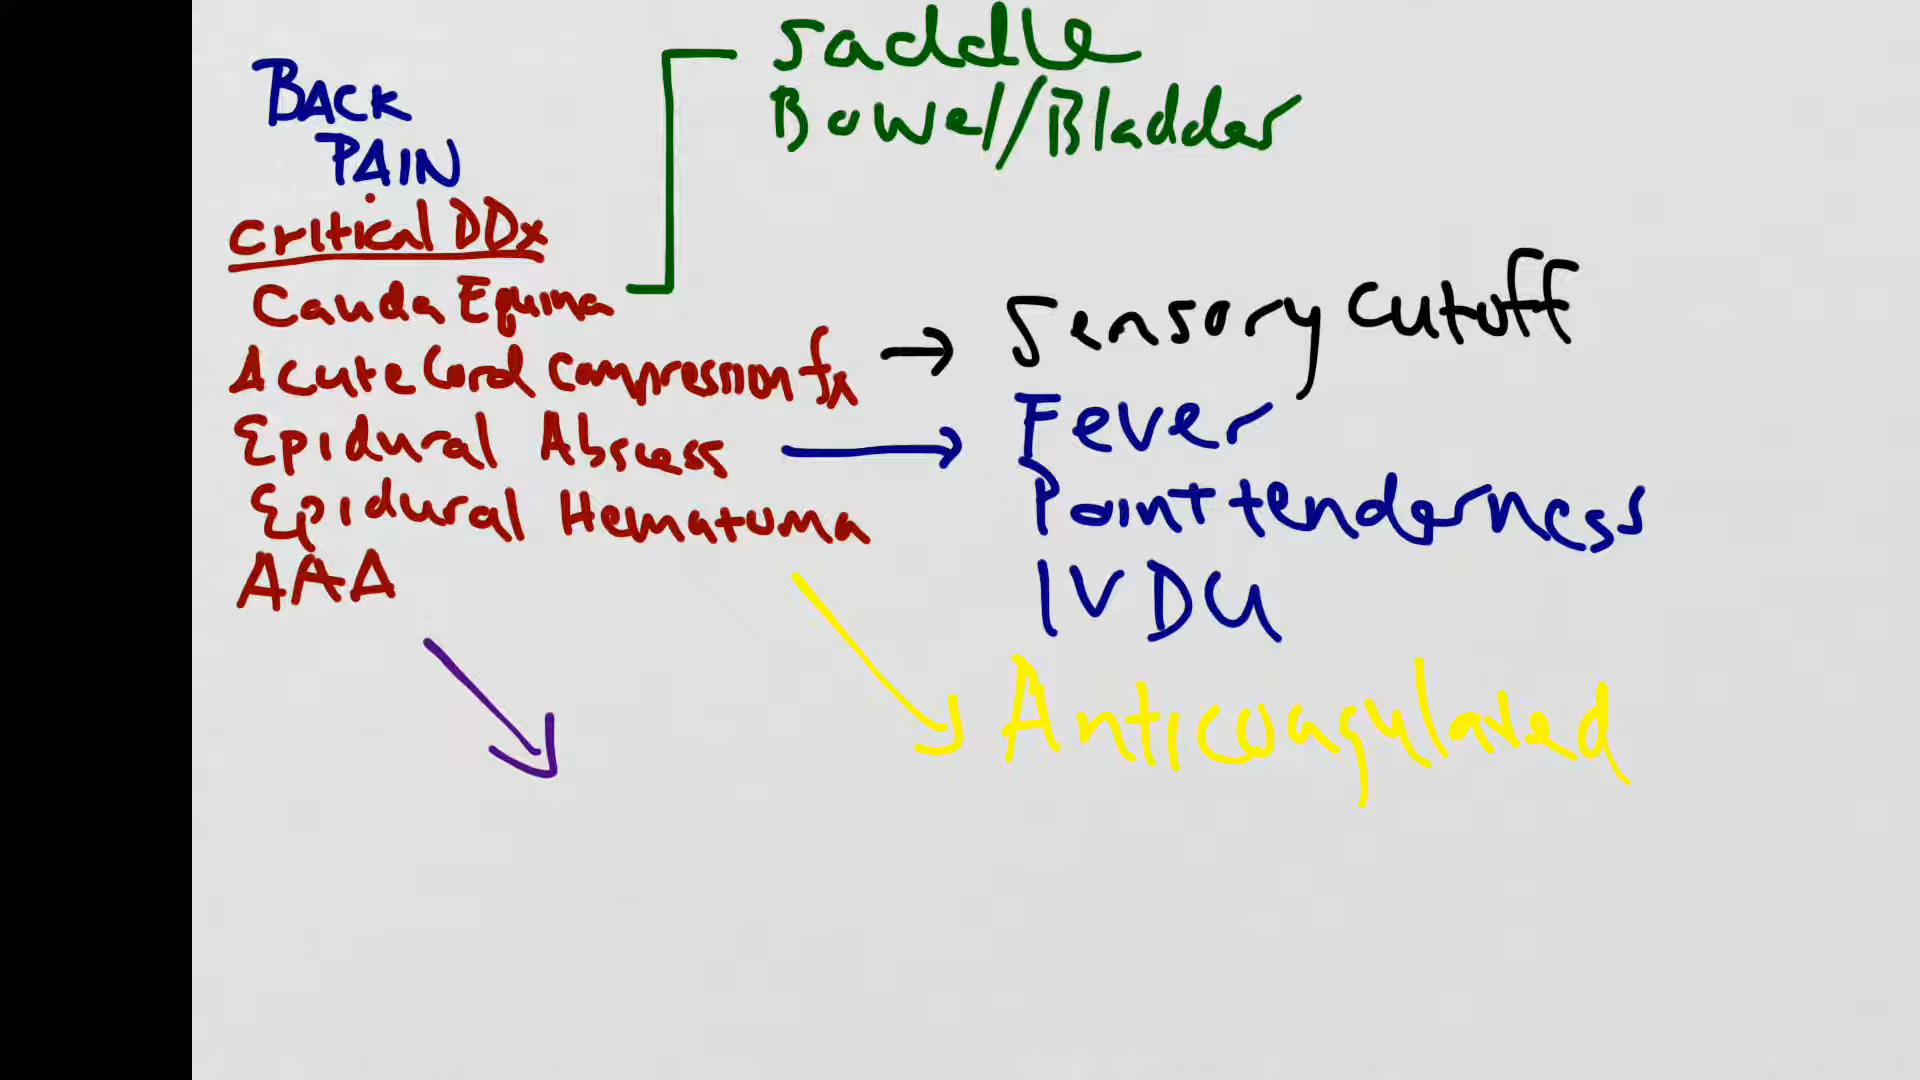 BACK
PAIN
Critical DDx
Cauda Equina
Acute Cord Compression fx
Epidural Abscess
Epidural Hematoma
AAA
Saddle
Bowel/Bladder
Sensory Cutoff
Fever
Point tenderness
IVDU
Anticoagulated